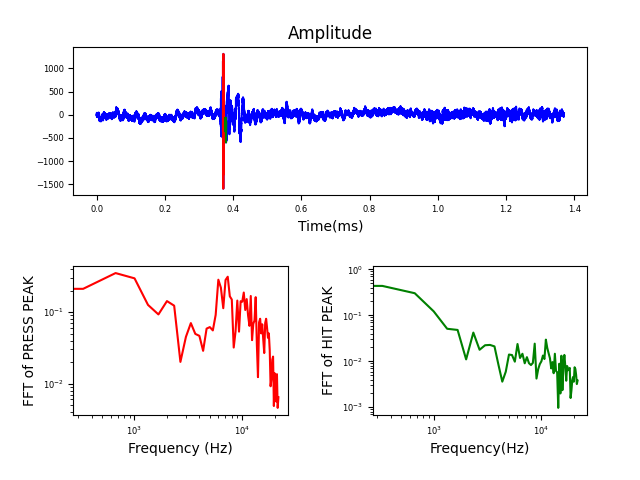 Amplitude
1000
500
0
−500
−1000
−1500
0.0 0.2 0.4 0.6 0.8 1.0 1.2 1.4
Time(ms)
FFT of PRESS PEAK
10⁻¹
10⁻²
10³ 10⁴
Frequency (Hz)
FFT of HIT PEAK
10⁰
10⁻¹
10⁻²
10⁻³
10³ 10⁴
Frequency(Hz)